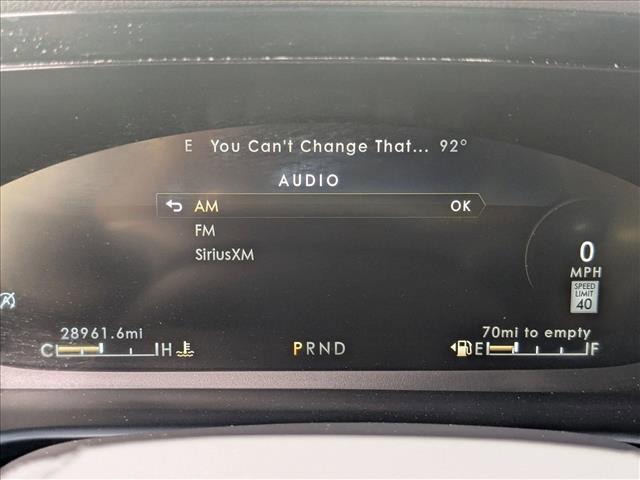 E You Can't Change That... 92°
AUDIO
AM OK
FM
SiriusXM
0
MPH
SPEED
LIMIT
40
28961.6mi
70mi to empty
C H
PRND
E F